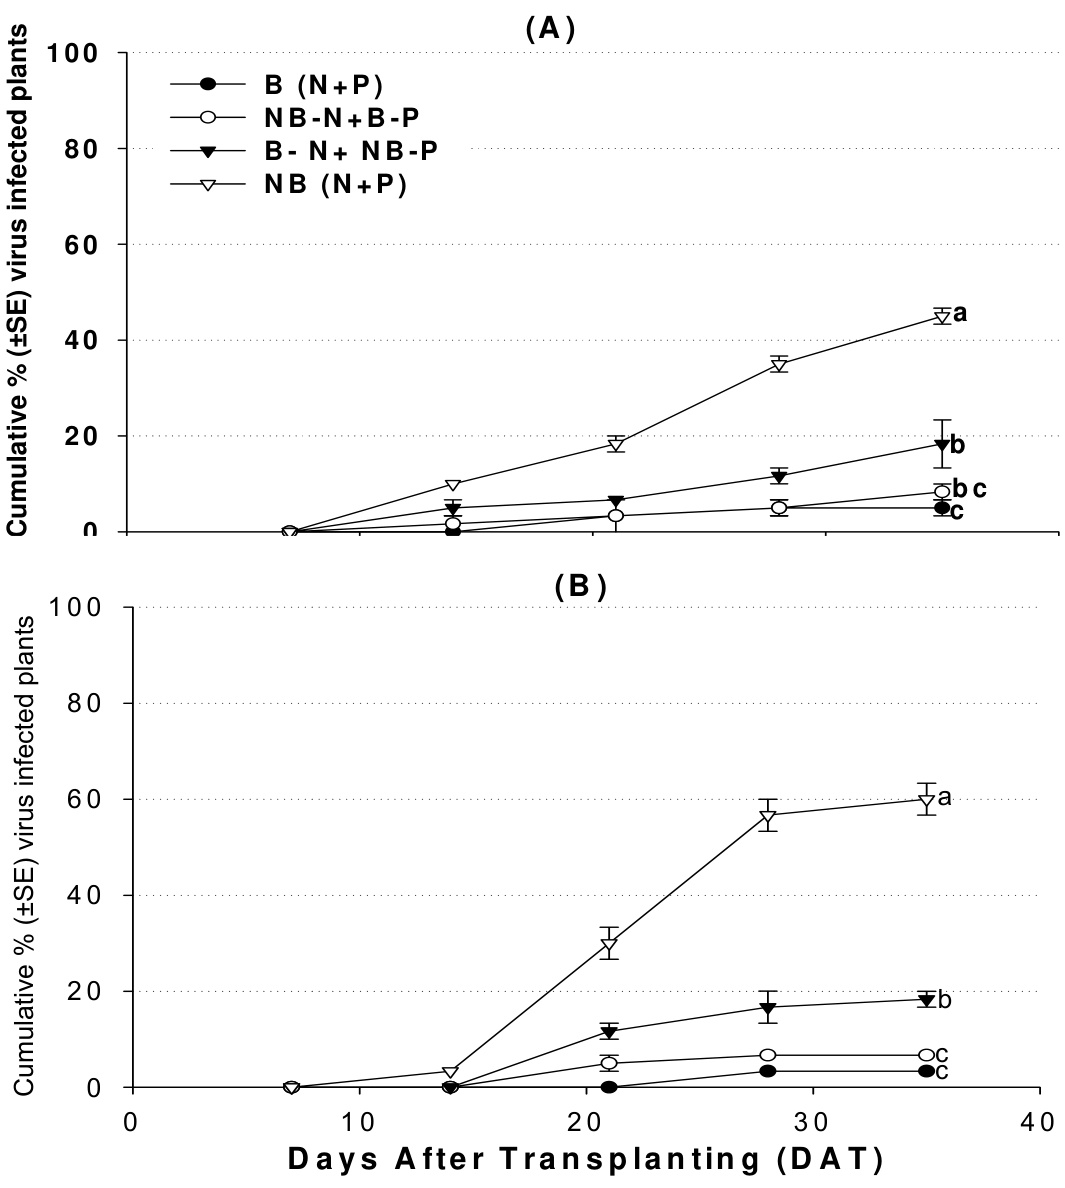 (A)
Cumulative % (±SE) virus infected plants
100
80
60
40
20
0
B (N+P)
NB-N+B-P
B- N+ NB-P
NB (N+P)
a
b
bc
c
(B)
Cumulative % (±SE) virus infected plants
100
80
60
40
20
0
a
b
c
c
0 10 20 30 40
Days After Transplanting (DAT)